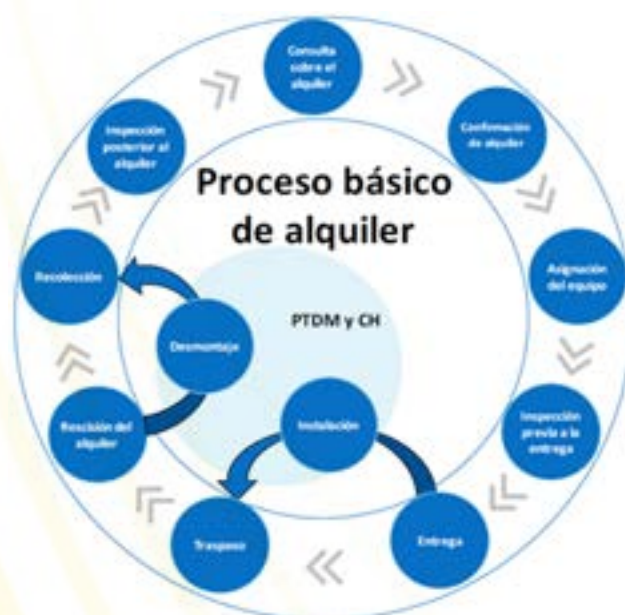 Proceso básico
de alquiler
PTDM y CH
Consulta
sobre el
alquiler
Confirmación
de alquiler
Asignación
del equipo
Inspección
previa a la
entrega
Entrega
Instalación
Traspaso
Rescisión del
alquiler
Desmontaje
Recolección
Inspección
posterior al
alquiler